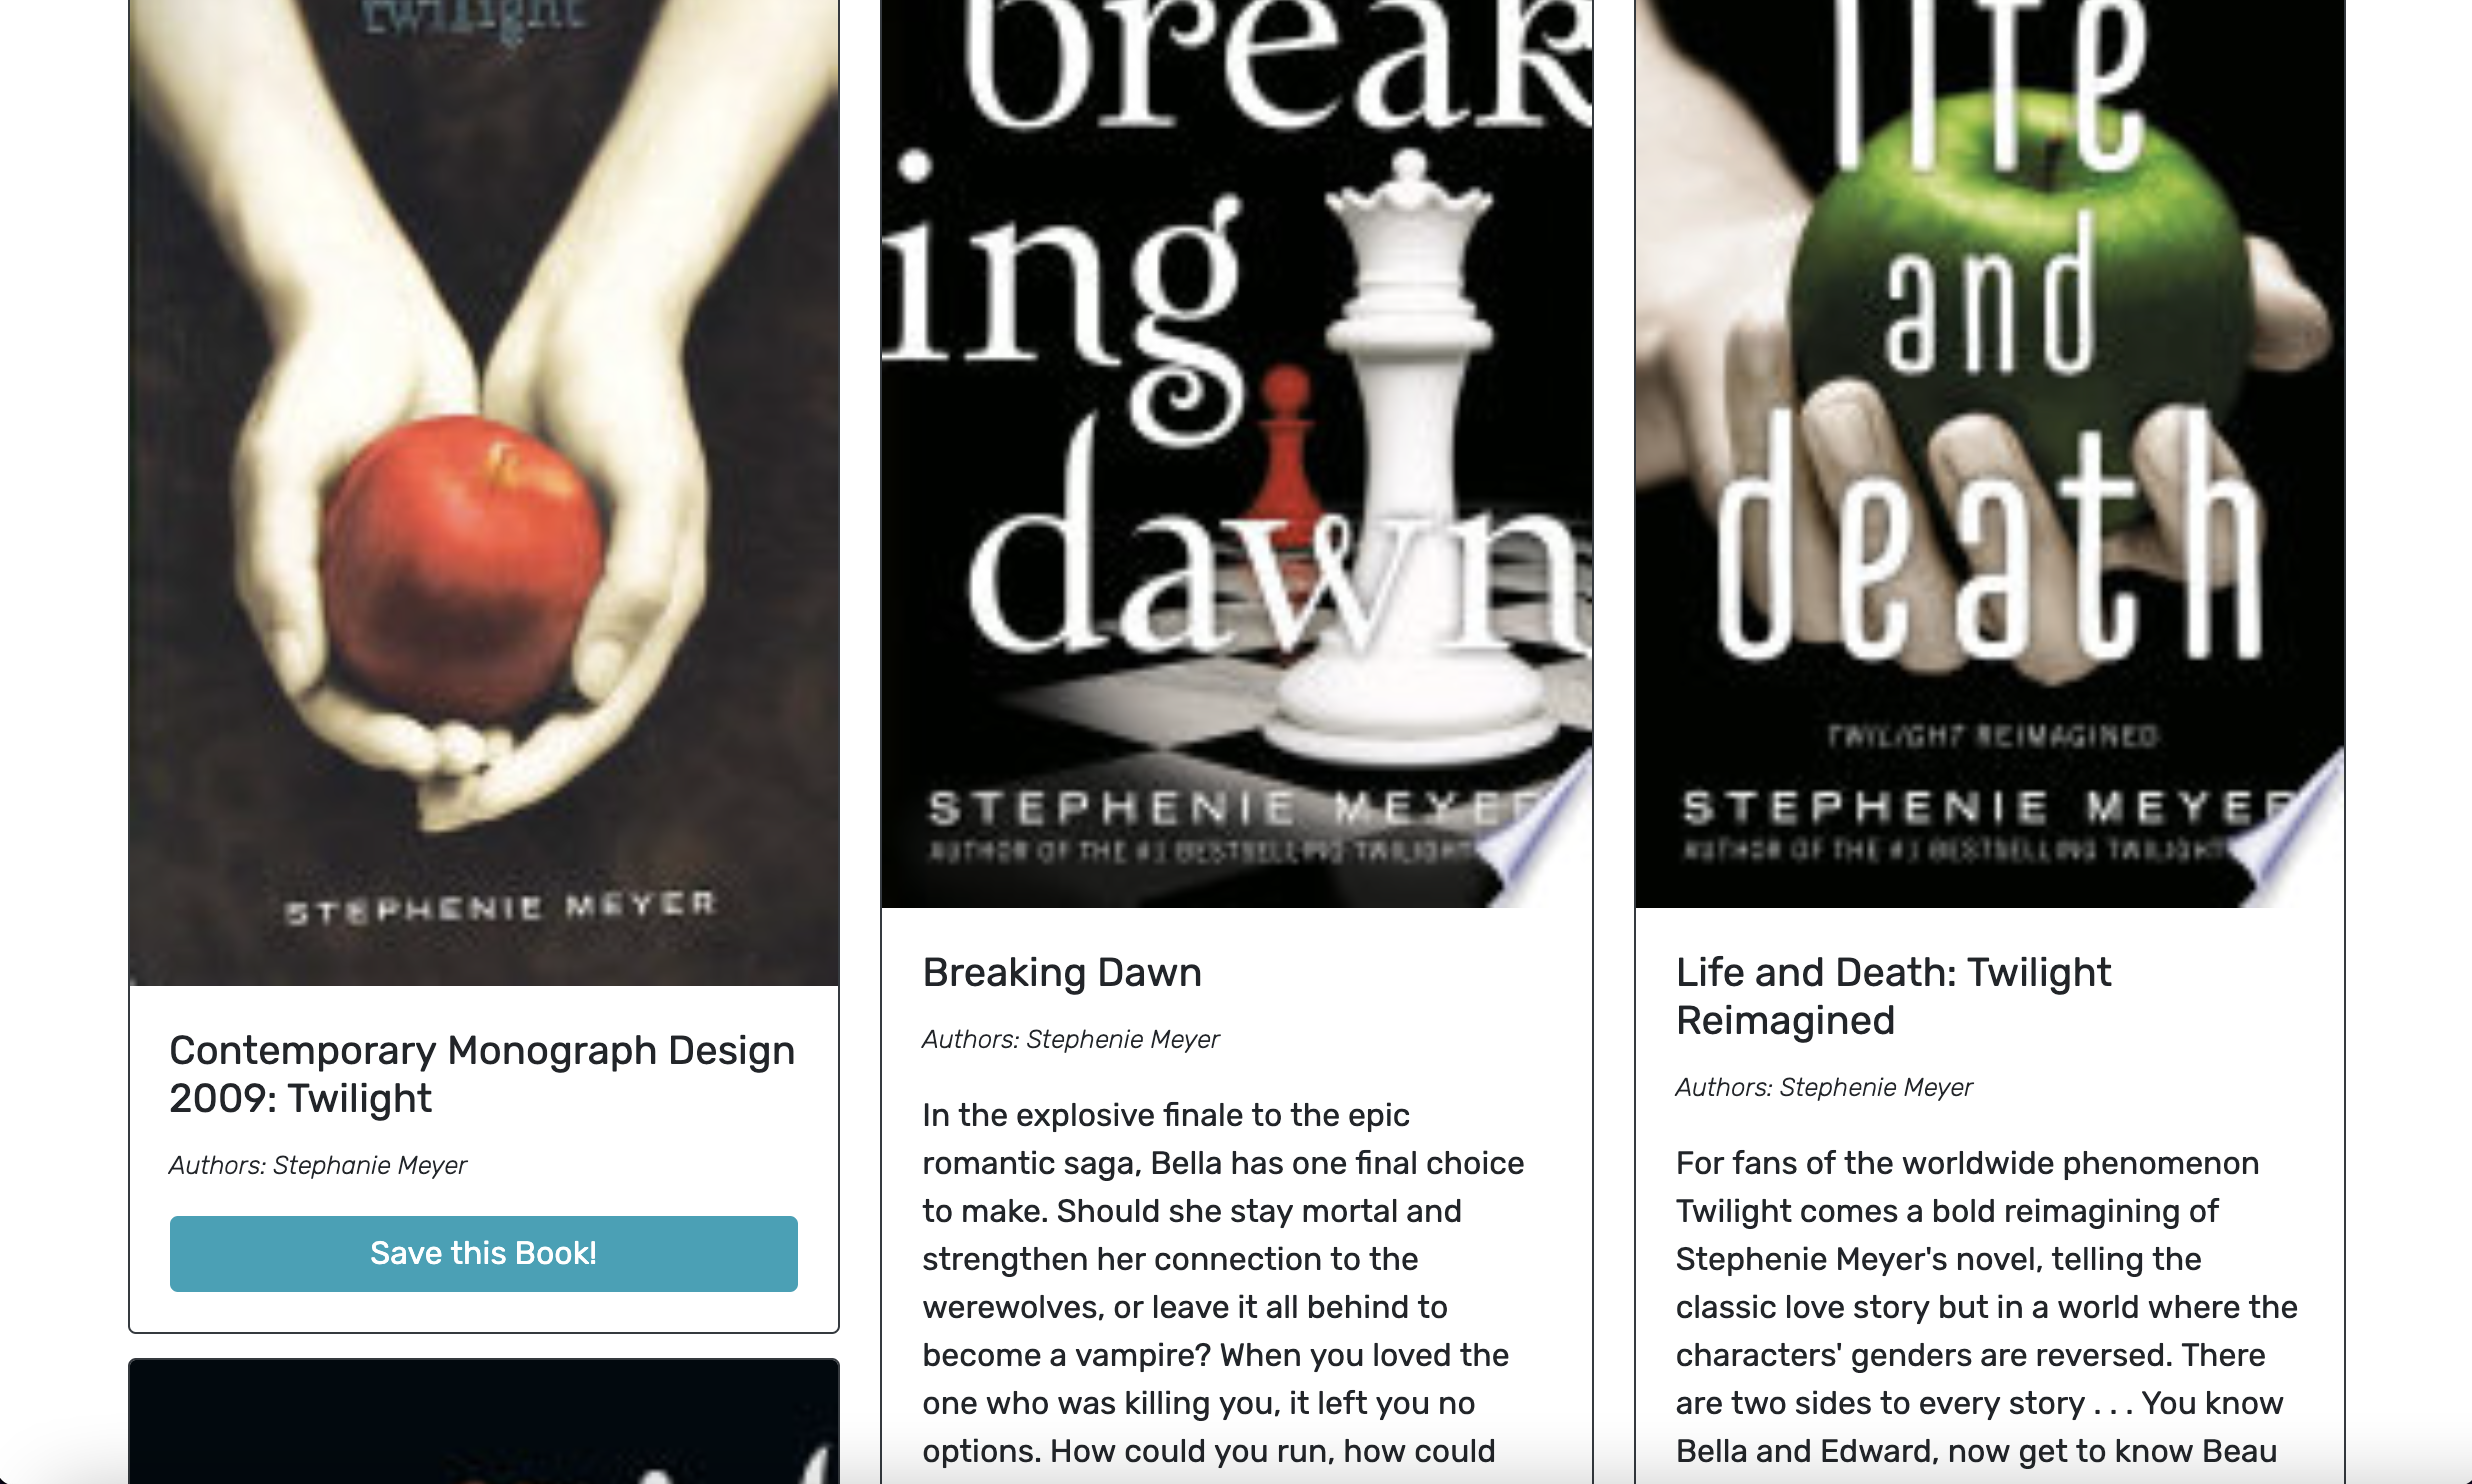 twilight
STEPHENIE MEYER
Contemporary Monograph Design
2009: Twilight
Authors: Stephanie Meyer
Save this Book!
break
ing
dawn
STEPHENIE MEYER
AUTHOR OF THE #1 BESTSELLING TWILIGHT
Breaking Dawn
Authors: Stephenie Meyer
In the explosive finale to the epic
romantic saga, Bella has one final choice
to make. Should she stay mortal and
strengthen her connection to the
werewolves, or leave it all behind to
become a vampire? When you loved the
one who was killing you, it left you no
options. How could you run, how could
life
and
death
TWILIGHT REIMAGINED
STEPHENIE MEYER
AUTHOR OF THE #1 BESTSELLING TWILIGHT
Life and Death: Twilight
Reimagined
Authors: Stephenie Meyer
For fans of the worldwide phenomenon
Twilight comes a bold reimagining of
Stephenie Meyer's novel, telling the
classic love story but in a world where the
characters' genders are reversed. There
are two sides to every story . . . You know
Bella and Edward, now get to know Beau